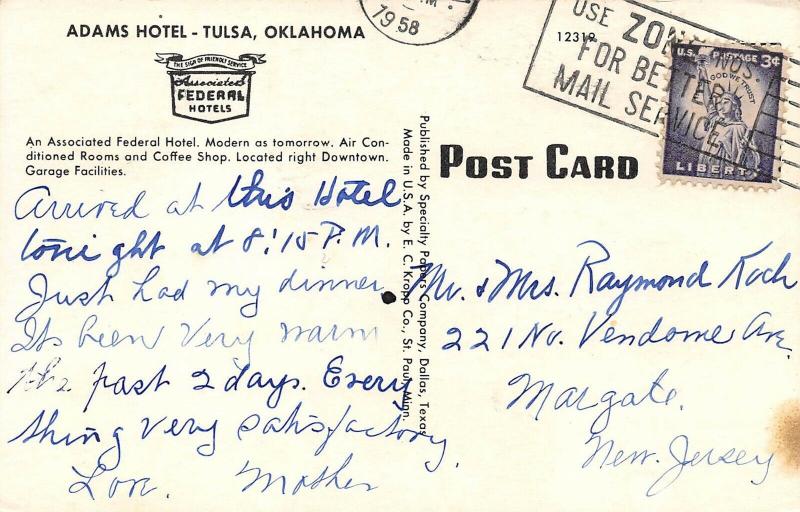 ADAMS HOTEL - TULSA, OKLAHOMA
THE SIGN OF FRIENDLY SERVICE
Associated
FEDERAL
HOTELS
An Associated Federal Hotel. Modern as tomorrow. Air Con-
ditioned Rooms and Coffee Shop. Located right Downtown.
Garage Facilities.
Arrived at this Hotel
tonight at 8:15 P.M.
Just had my dinner
Its been very warm
the past 2 days. Every
thing very satisfactory.
Love. Mother
Published by Specialty Papers Company, Dallas, Texas
Made in U.S.A. by E. C. Kropp Co., St. Paul, Minn.
1958
12319
USE ZONE NOS.
FOR BETTER
MAIL SERVICE
U.S. POSTAGE 3¢
IN GOD WE TRUST
LIBERTY
POST CARD
Mr. & Mrs. Raymond Koch
221 No. Vendome Ave.
Margate.
New. Jersey